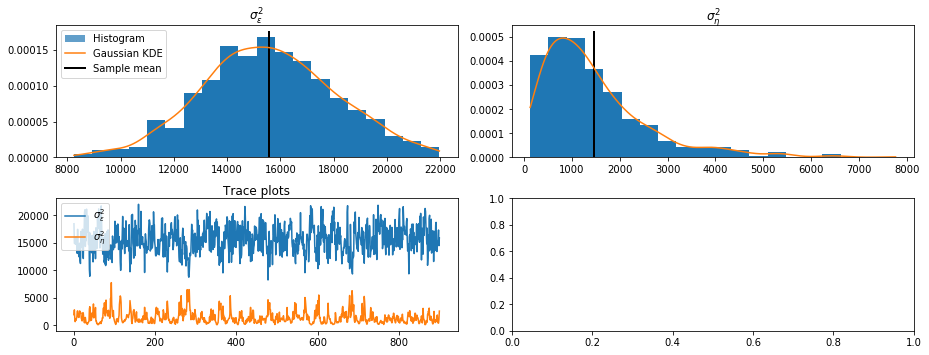 σ²_ε
0.00015
0.00010
0.00005
0.00000
Histogram
Gaussian KDE
Sample mean
8000 10000 12000 14000 16000 18000 20000 22000
σ²_η
0.0005
0.0004
0.0003
0.0002
0.0001
0.0000
0 1000 2000 3000 4000 5000 6000 7000 8000
Trace plots
20000
15000
10000
5000
0
σ²_ε
σ²_η
0 200 400 600 800
1.0
0.8
0.6
0.4
0.2
0.0
0.0 0.2 0.4 0.6 0.8 1.0